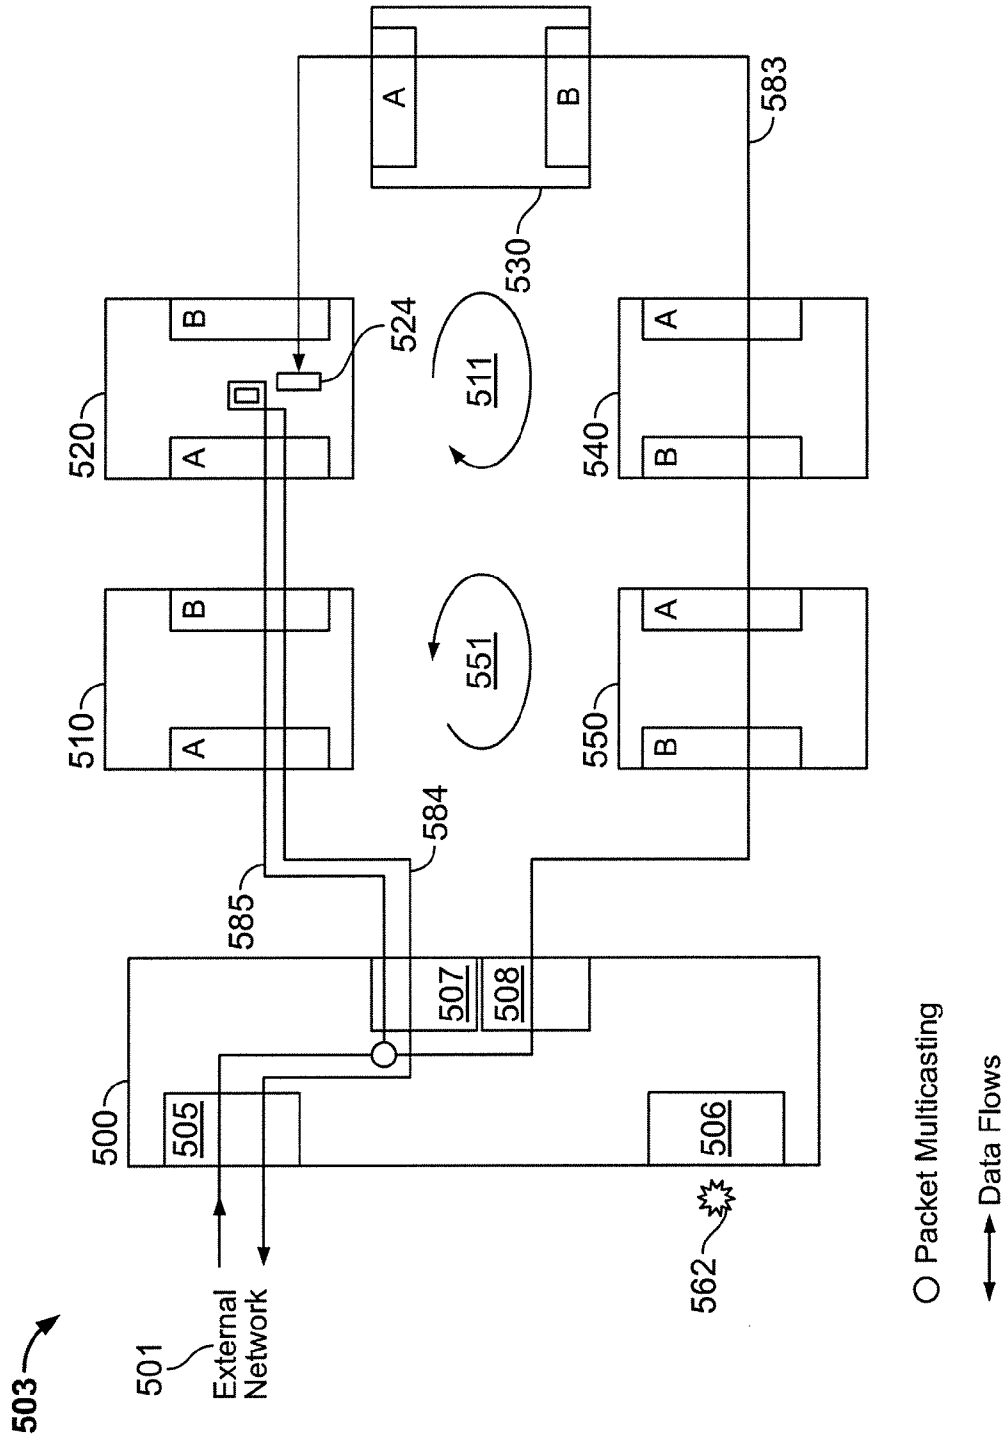 503
501
External
Network
500
505
506
562
507
508
585
584
510
A
B
520
A
B
524
551
511
550
B
A
540
B
A
530
A
B
583
Packet Multicasting
Data Flows